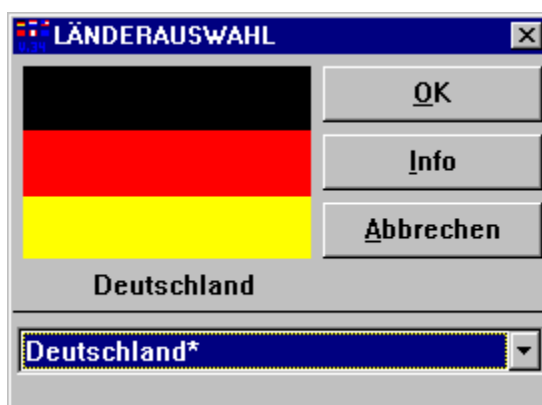 LÄNDERAUSWAHL
OK
Info
Abbrechen
Deutschland
Deutschland*